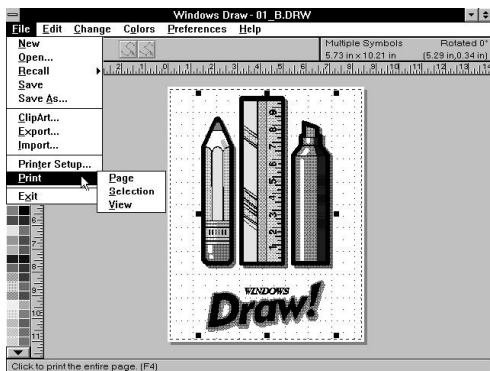 Windows Draw - 01_B.DRW
File Edit Change Colors Preferences Help
Multiple Symbols Rotated 0°
5.73 in x 10.21 in (5.29 in,0.34 in)
New
Open...
Recall
Save
Save As...
ClipArt...
Export...
Import...
Printer Setup...
Print
Exit
Page
Selection
View
WINDOWS
Draw!
Click to print the entire page. (F4)